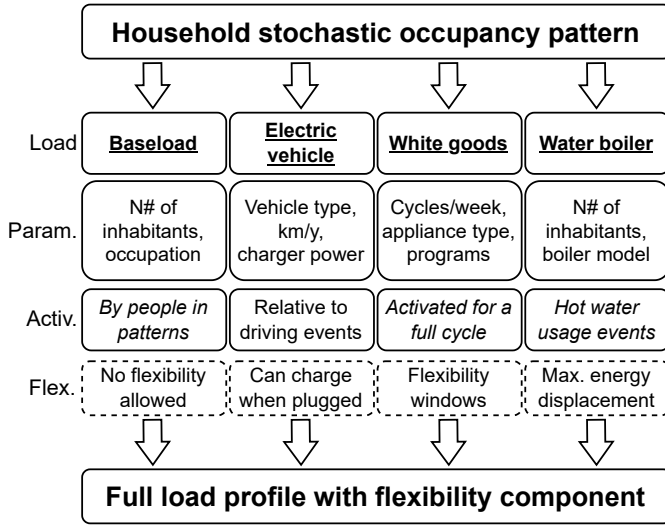 Household stochastic occupancy pattern
Load
Baseload
Electric
vehicle
White goods
Water boiler
Param.
N# of
inhabitants,
occupation
Vehicle type,
km/y,
charger power
Cycles/week,
appliance type,
programs
N# of
inhabitants,
boiler model
Activ.
By people in
patterns
Relative to
driving events
Activated for a
full cycle
Hot water
usage events
Flex.
No flexibility
allowed
Can charge
when plugged
Flexibility
windows
Max. energy
displacement
Full load profile with flexibility component